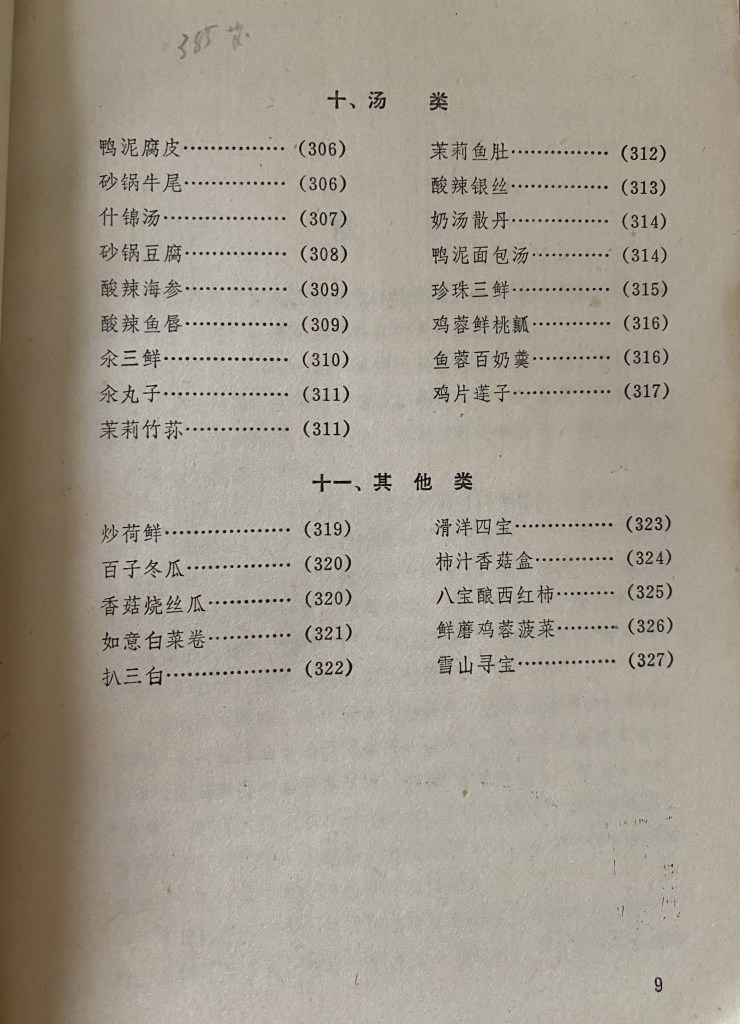 385
十、汤 类
鸭泥腐皮……………(306)
砂锅牛尾……………(306)
什锦汤………………(307)
砂锅豆腐……………(308)
酸辣海参……………(309)
酸辣鱼唇……………(309)
汆三鲜………………(310)
汆丸子………………(311)
茉莉竹荪……………(311)
茉莉鱼肚……………(312)
酸辣银丝……………(313)
奶汤散丹……………(314)
鸭泥面包汤…………(314)
珍珠三鲜……………(315)
鸡蓉鲜桃瓤…………(316)
鱼蓉百奶羹…………(316)
鸡片莲子……………(317)
十一、其 他 类
炒荷鲜………………(319)
百子冬瓜……………(320)
香菇烧丝瓜…………(320)
如意白菜卷…………(321)
扒三白………………(322)
滑洋四宝……………(323)
柿汁香菇盒…………(324)
八宝酿西红柿………(325)
鲜蘑鸡蓉菠菜………(326)
雪山寻宝……………(327)
9